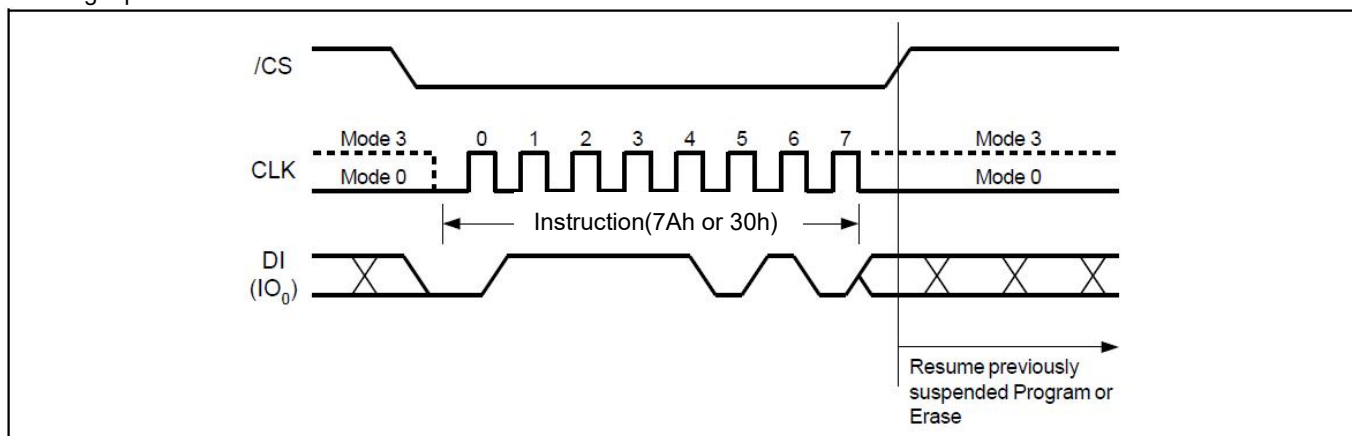 /CS
Mode 3 0 1 2 3 4 5 6 7 Mode 3
CLK
Mode 0 Mode 0
Instruction(7Ah or 30h)
DI
(IO0)
Resume previously
suspended Program or
Erase